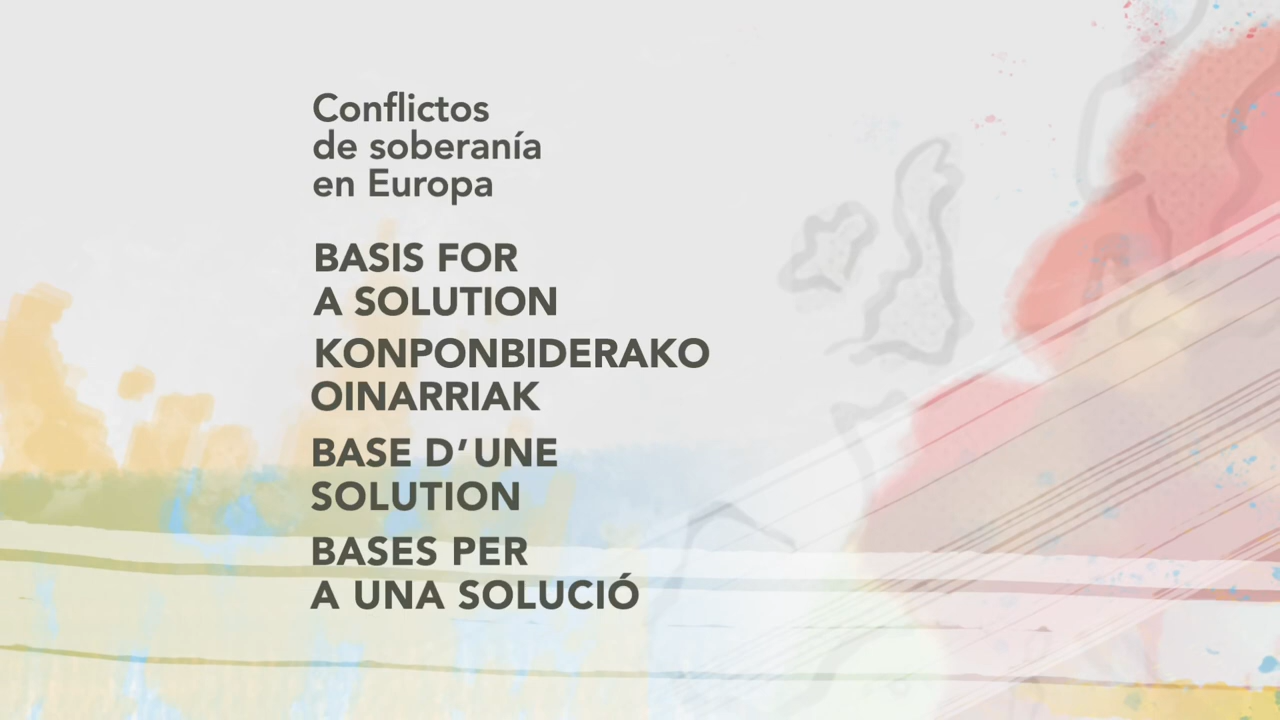 Conflictos
de soberanía
en Europa
BASIS FOR
A SOLUTION
KONPONBIDERAKO
OINARRIAK
BASE D’UNE
SOLUTION
BASES PER
A UNA SOLUCIÓ